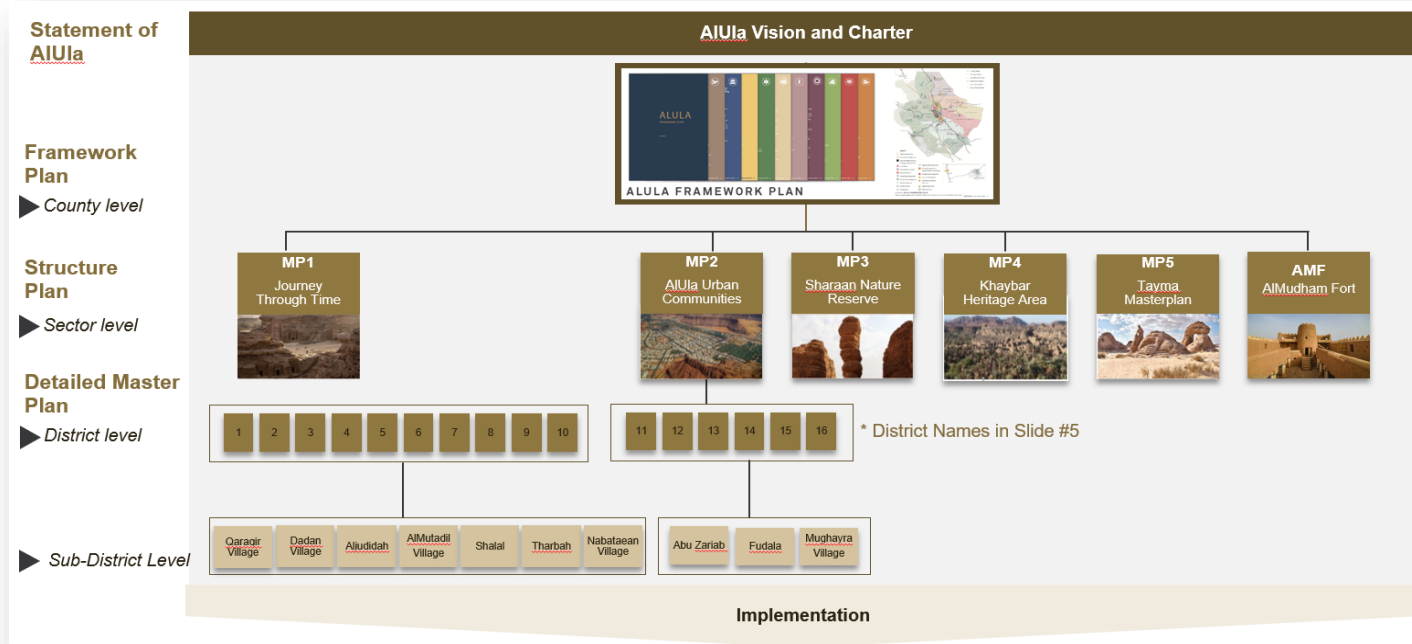 Statement of
AlUla
AlUla Vision and Charter
ALULA
ALULA FRAMEWORK PLAN
Framework
Plan
County level
Structure
Plan
Sector level
MP1
Journey
Through Time
MP2
AlUla Urban
Communities
MP3
Sharaan Nature
Reserve
MP4
Khaybar
Heritage Area
MP5
Tayma
Masterplan
AMF
AlMudham Fort
Detailed Master
Plan
District level
1 2 3 4 5 6 7 8 9 10
11 12 13 14 15 16
* District Names in Slide #5
Sub-District Level
Qaraqir
Village
Dadan
Village
Aliudidah
AlMutadil
Village
Shalal
Tharbah
Nabataean
Village
Abu Zariab
Fudala
Mughayra
Village
Implementation